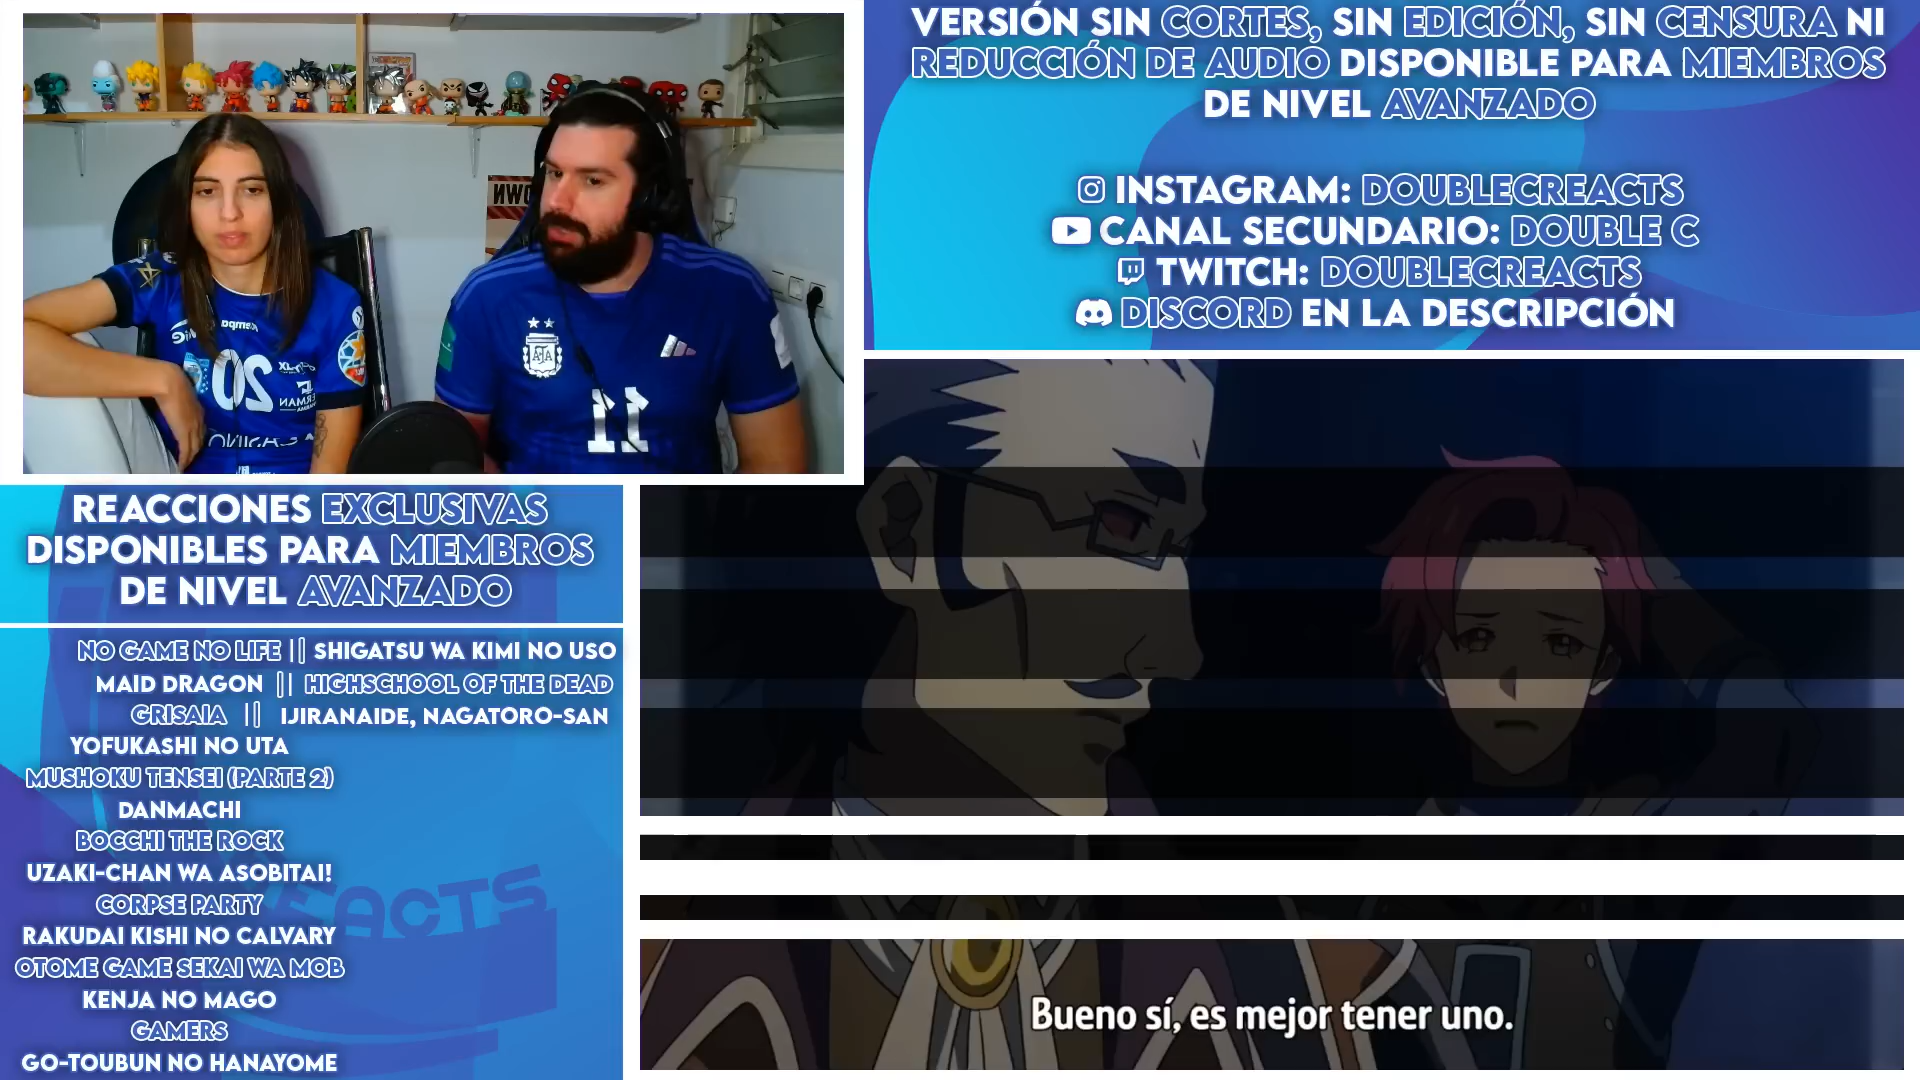 VERSIÓN SIN CORTES, SIN EDICIÓN, SIN CENSURA NI
REDUCCIÓN DE AUDIO DISPONIBLE PARA MIEMBROS
DE NIVEL AVANZADO
INSTAGRAM: DOUBLECREACTS
CANAL SECUNDARIO: DOUBLE C
TWITCH: DOUBLECREACTS
DISCORD EN LA DESCRIPCIÓN
20
AFA
11
REACCIONES EXCLUSIVAS
DISPONIBLES PARA MIEMBROS
DE NIVEL AVANZADO
NO GAME NO LIFE || SHIGATSU WA KIMI NO USO
MAID DRAGON || HIGHSCHOOL OF THE DEAD
GRISAIA || IJIRANAIDE, NAGATORO-SAN
YOFUKASHI NO UTA
MUSHOKU TENSEI (PARTE 2)
DANMACHI
BOCCHI THE ROCK
UZAKI-CHAN WA ASOBITAI!
CORPSE PARTY
RAKUDAI KISHI NO CALVARY
OTOME GAME SEKAI WA MOB
KENJA NO MAGO
GAMERS
GO-TOUBUN NO HANAYOME
Bueno sí, es mejor tener uno.